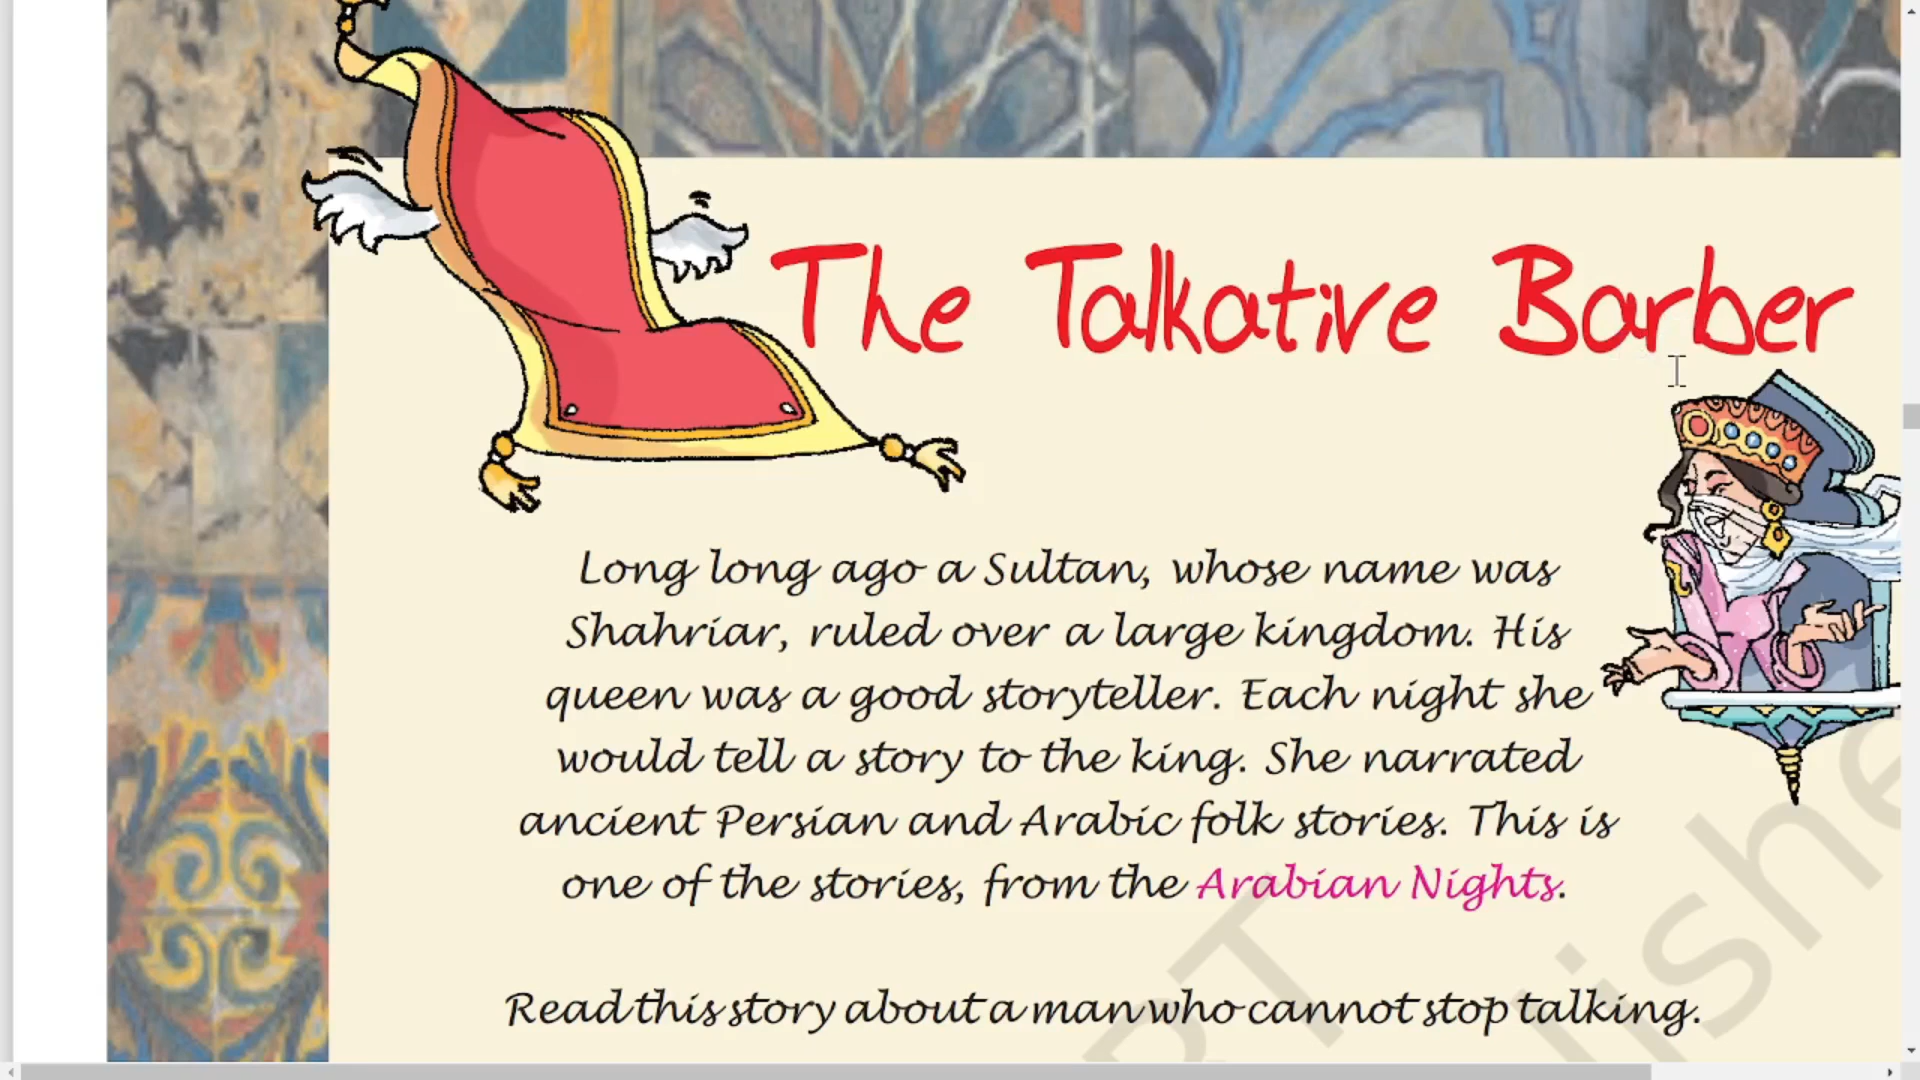 The Talkative Barber
Long long ago a Sultan, whose name was
Shahriar, ruled over a large kingdom. His
queen was a good storyteller. Each night she
would tell a story to the king. She narrated
ancient Persian and Arabic folk stories. This is
one of the stories, from the Arabian Nights.
Read this story about a man who cannot stop talking.